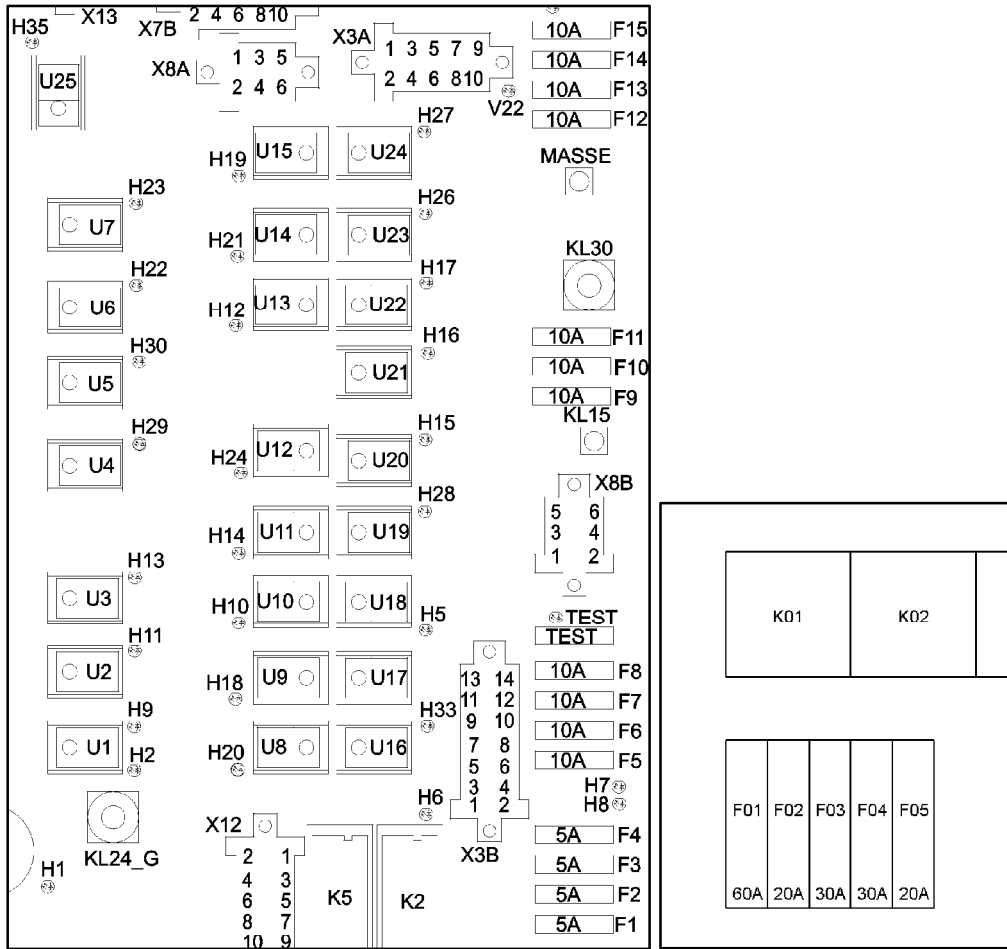 X13
X7B
2 4 6 8 10
H35
X8A
1 3 5
2 4 6
X3A
1 3 5 7 9
2 4 6 8 10
V22
10A F15
10A F14
10A F13
10A F12
U25
H27
H19
U15
U24
MASSE
H23
U7
H26
H21
U14
U23
KL30
H22
U6
H17
H12
U13
U22
H30
U5
H16
U21
10A F11
10A F10
10A F9
KL15
H29
U4
H15
H24
U12
U20
X8B
5 6
3 4
1 2
H28
H14
U11
U19
H13
U3
H10
U10
U18
H5
TEST
TEST
H11
U2
H18
U9
U17
13 14
11 12
9 10
7 8
5 6
3 4
1 2
X3B
10A F8
10A F7
10A F6
10A F5
H9
U1
H2
H20
U8
U16
H33
H7
H8
H6
KL24_G
H1
X12
2 1
4 3
6 5
8 7
10 9
K5
K2
5A F4
5A F3
5A F2
5A F1
K01 K02
F01 F02 F03 F04 F05
60A 20A 30A 30A 20A